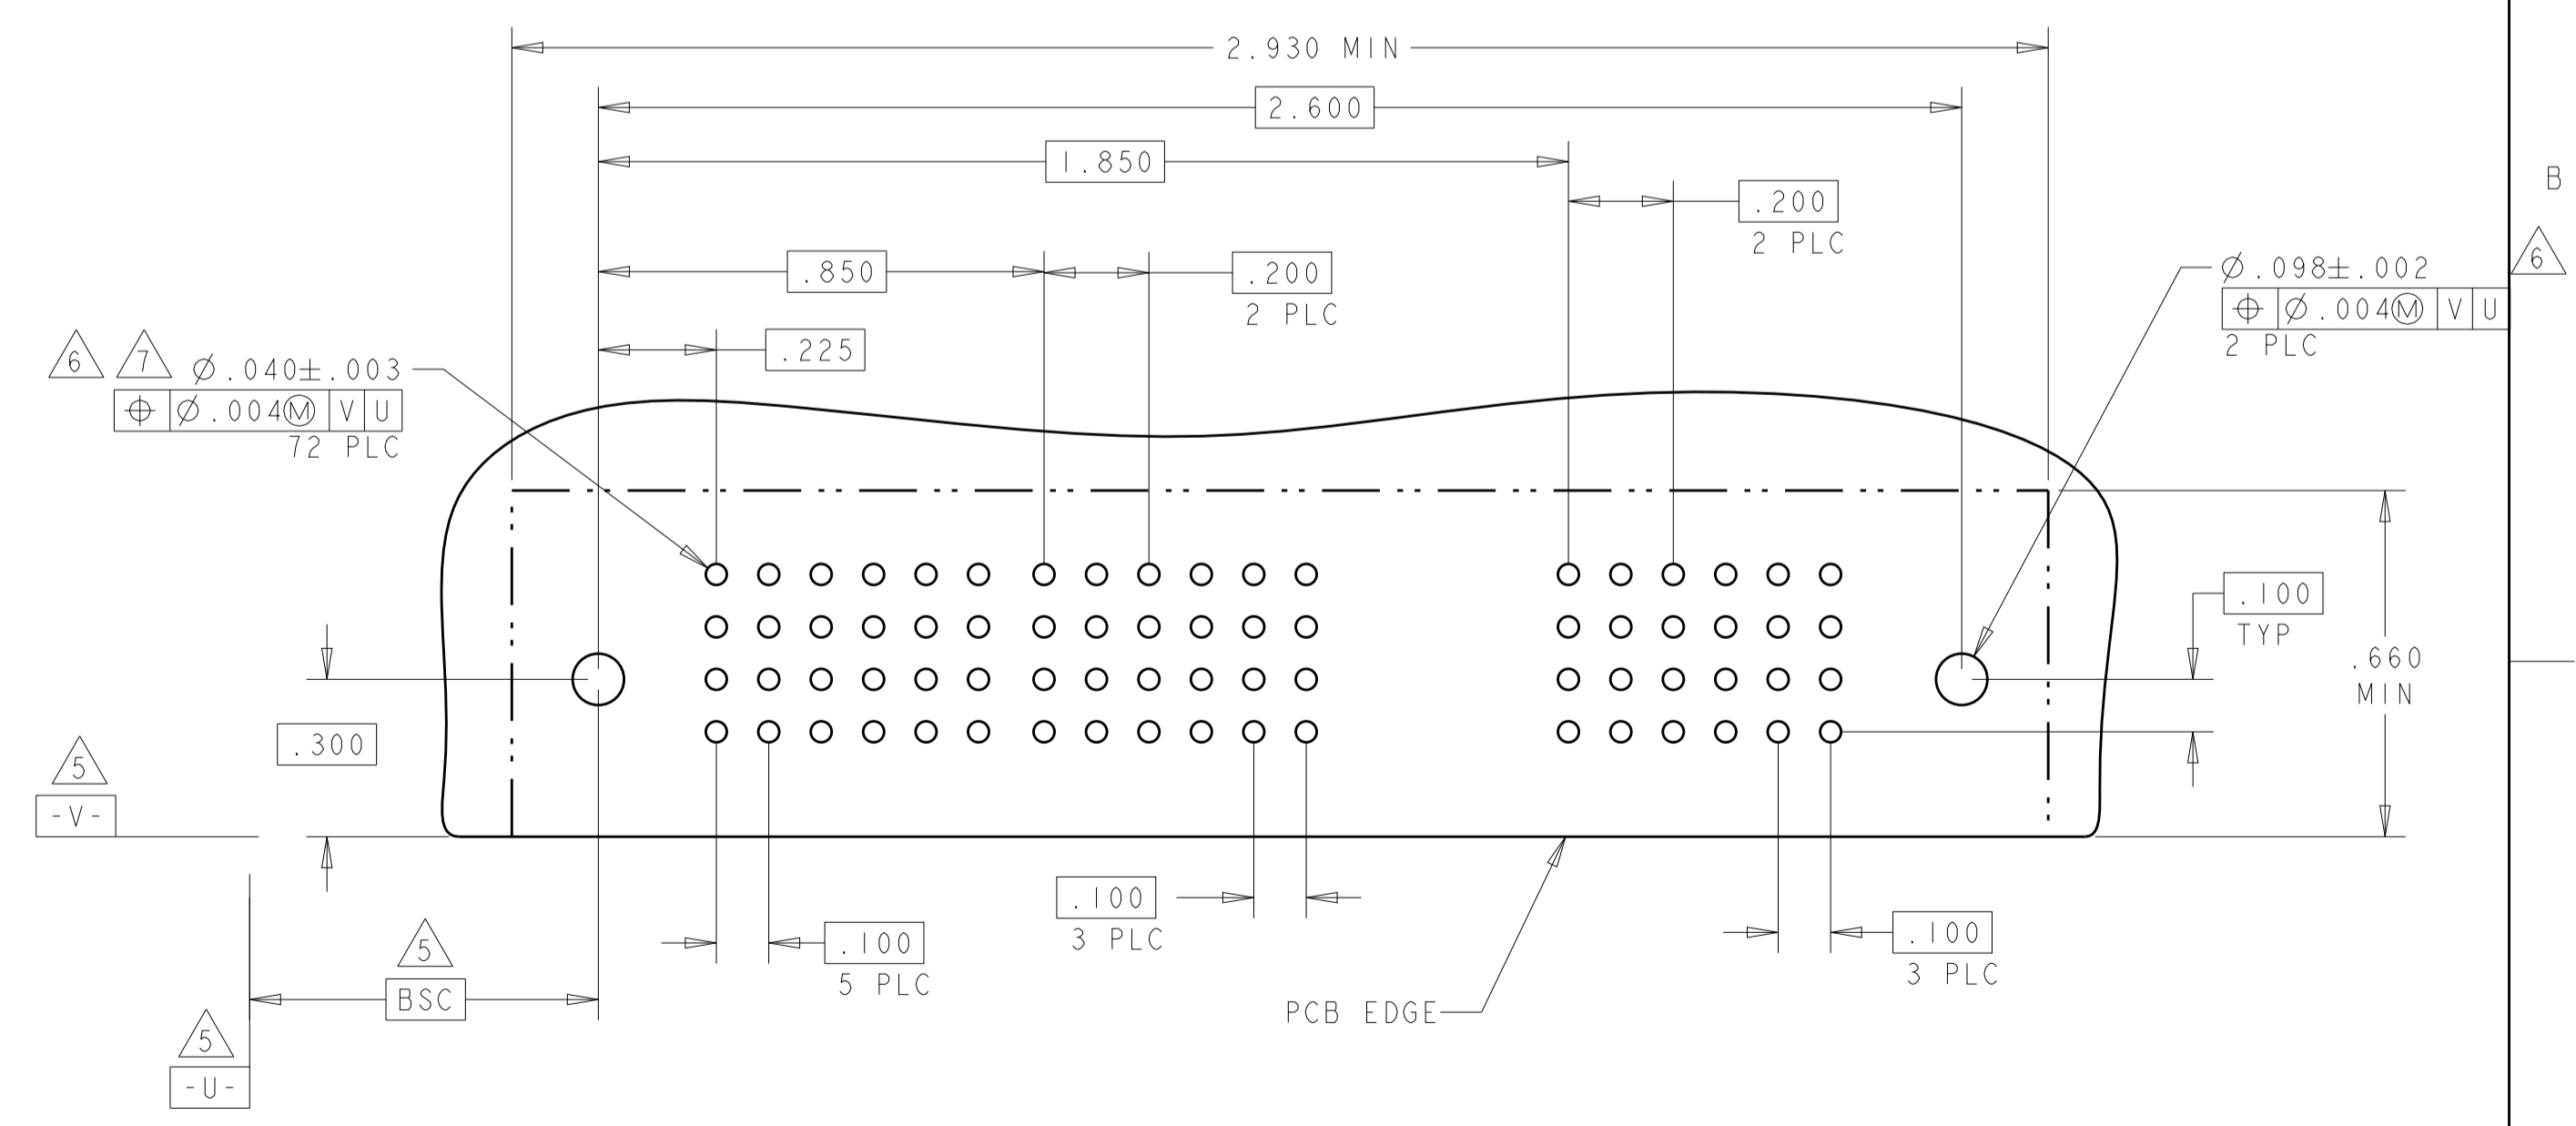 2.930 MIN
2.600
1.850
B
.200
2 PLC
.850
.200
2 PLC
6
Ø.098±.002
⌖ Ø.004Ⓜ V U
2 PLC
.225
6 7 Ø.040±.003
⌖ Ø.004Ⓜ V U
72 PLC
.100
TYP
.660
MIN
.300
5
-V-
.100
3 PLC
.100
5 PLC
.100
3 PLC
5
BSC
PCB EDGE
5
-U-